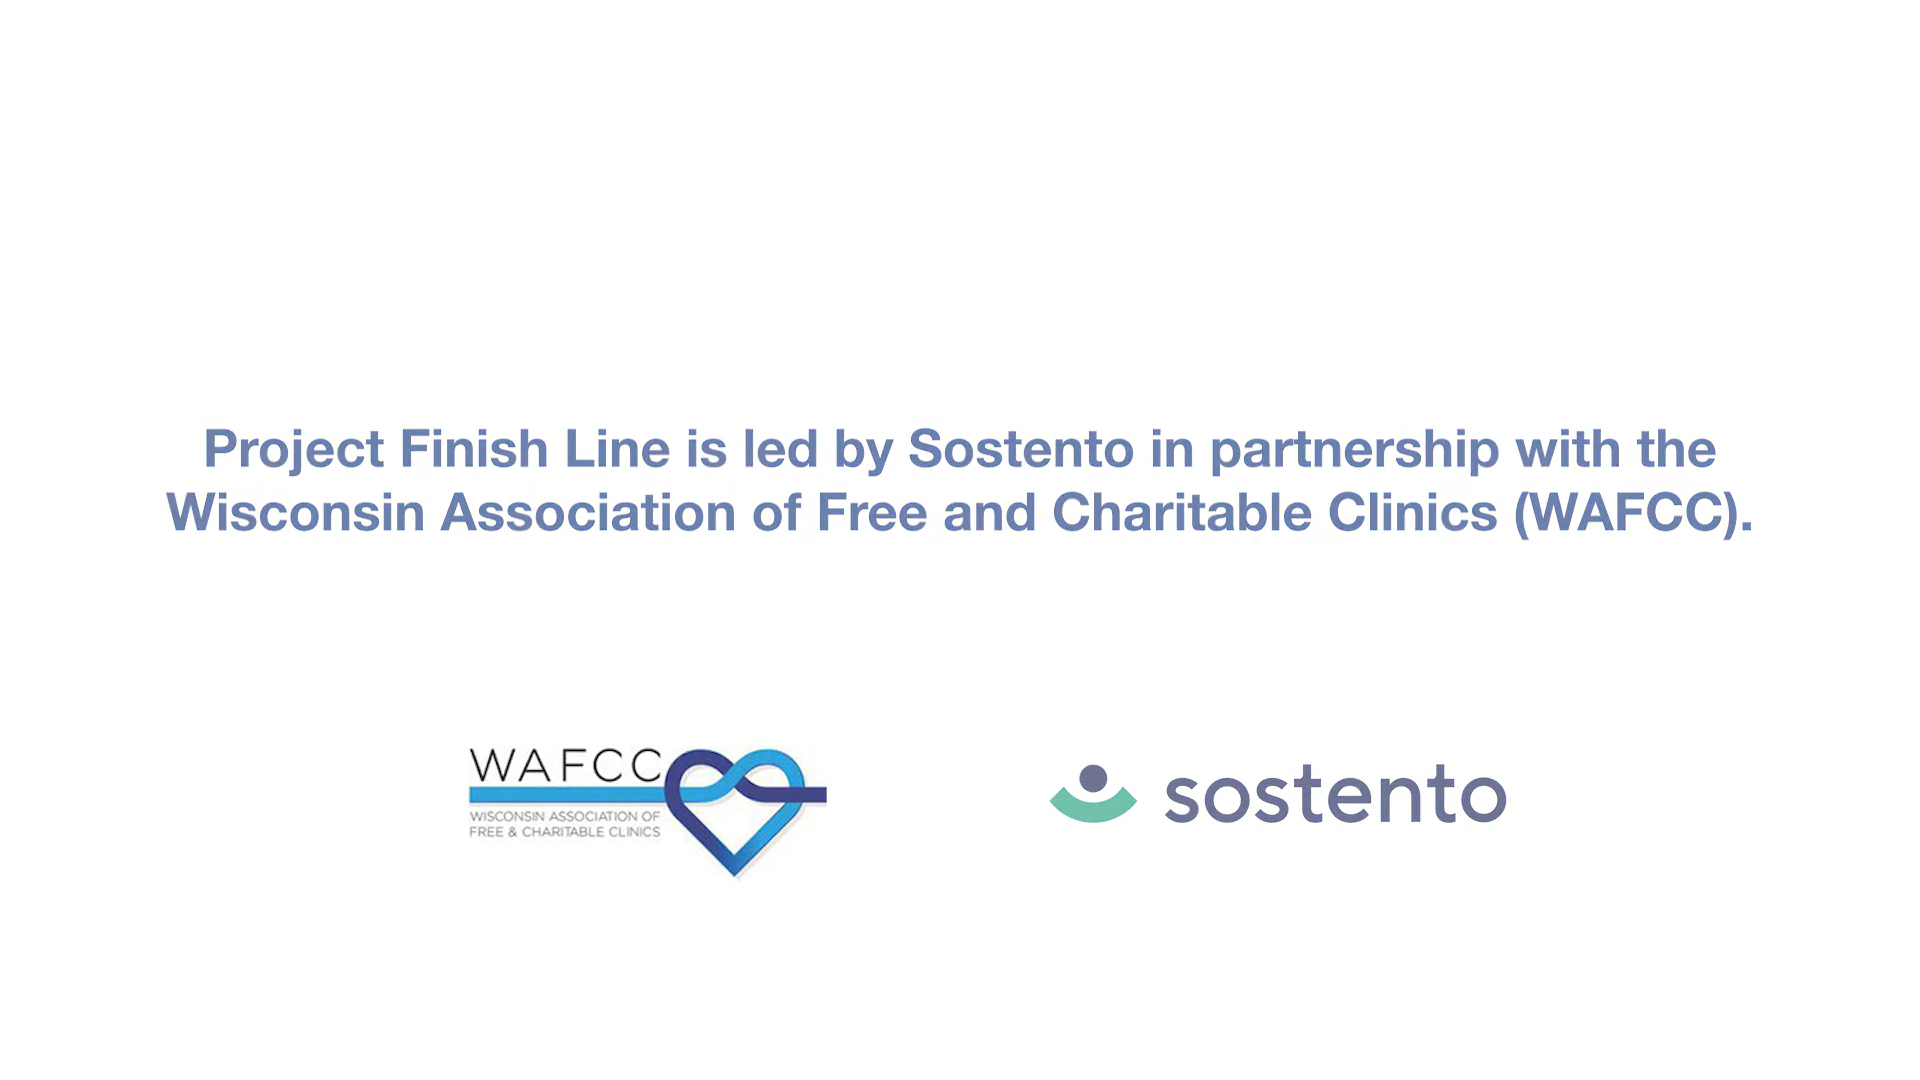 Project Finish Line is led by Sostento in partnership with the
Wisconsin Association of Free and Charitable Clinics (WAFCC).
WAFCC
WISCONSIN ASSOCIATION OF
FREE & CHARITABLE CLINICS
sostento